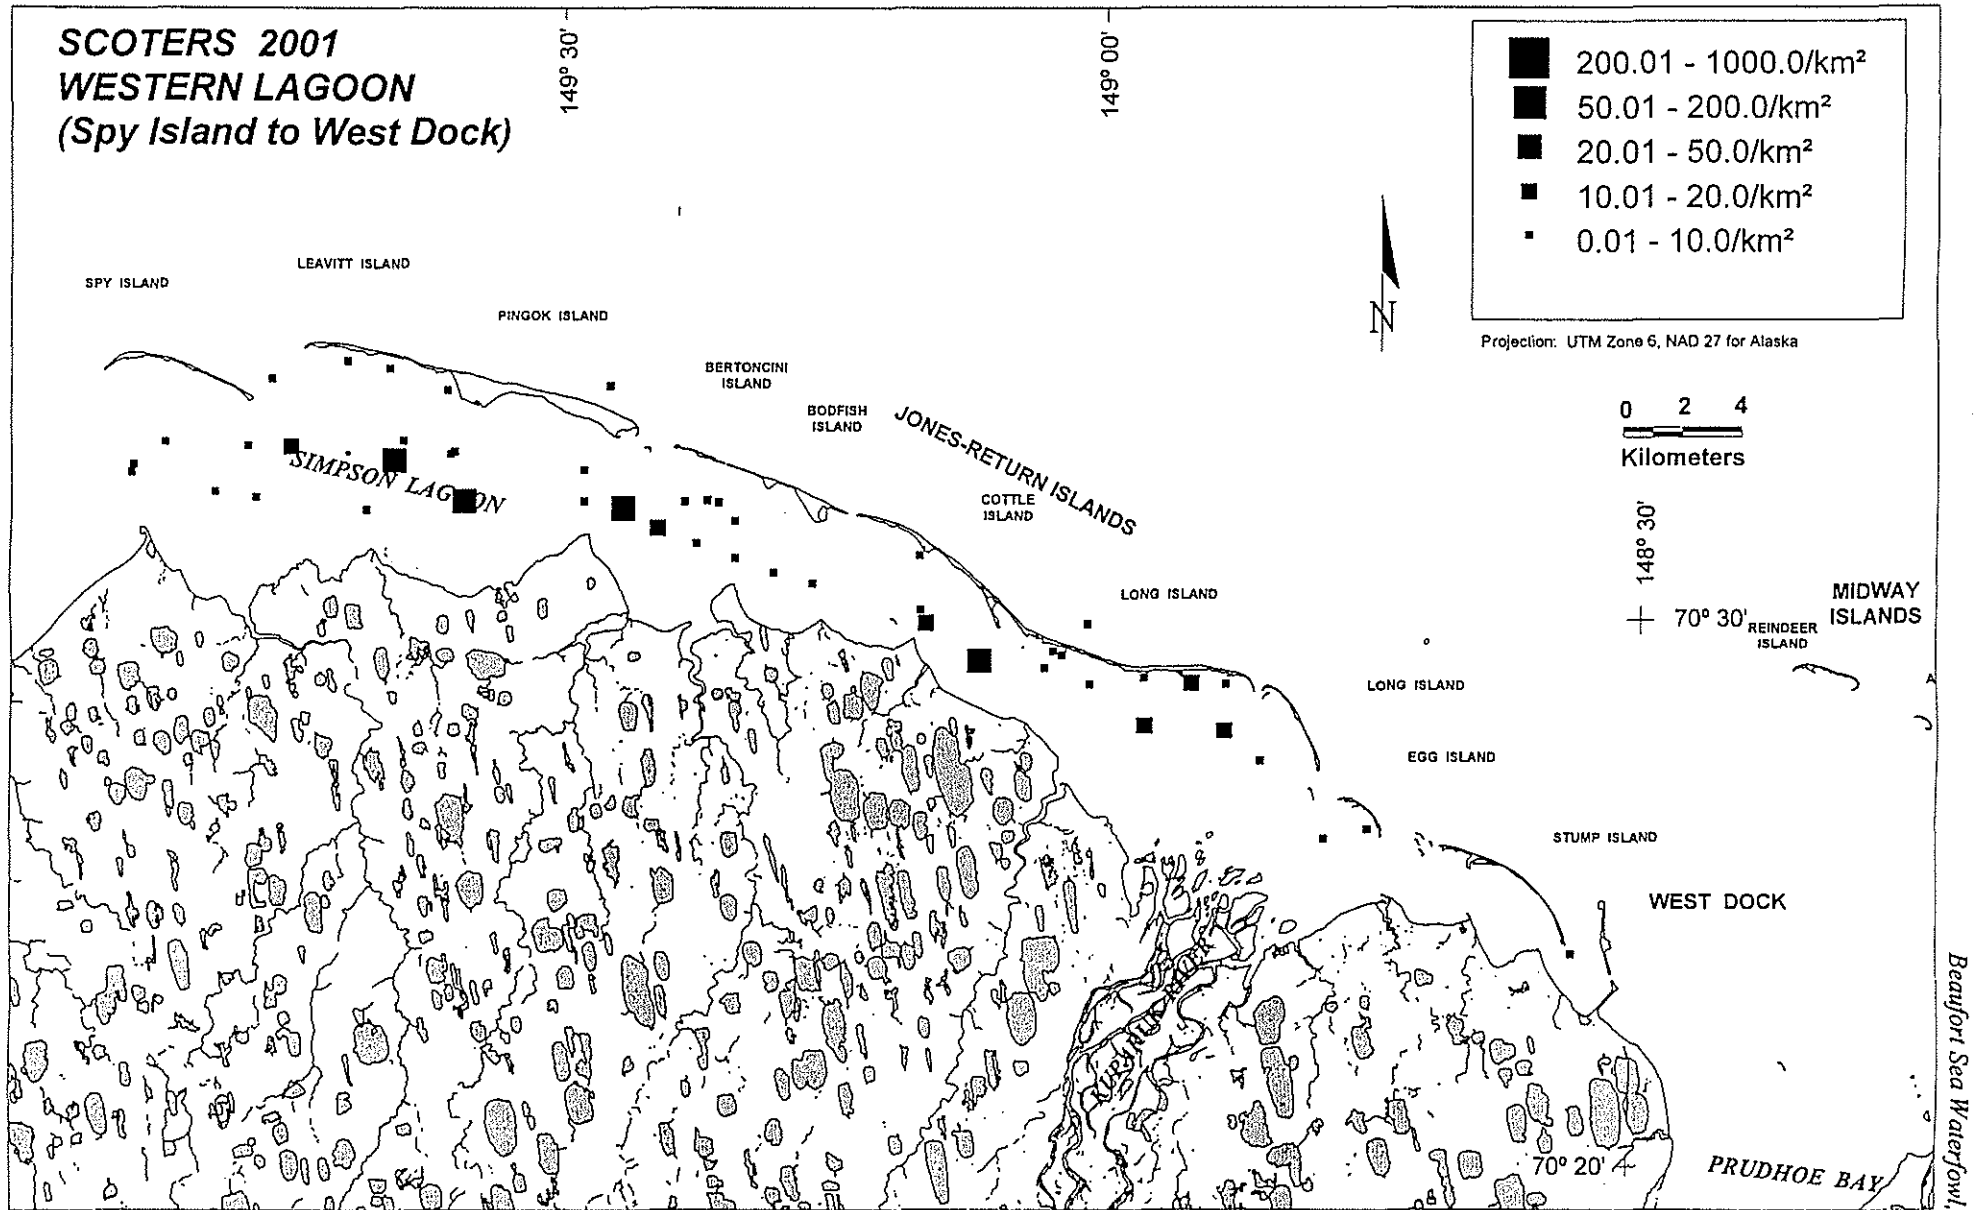 SCOTERS 2001
WESTERN LAGOON
(Spy Island to West Dock)
149° 30'
149° 00'
200.01 - 1000.0/km²
50.01 - 200.0/km²
20.01 - 50.0/km²
10.01 - 20.0/km²
0.01 - 10.0/km²
Projection: UTM Zone 6, NAD 27 for Alaska
N
0 2 4
Kilometers
SPY ISLAND
LEAVITT ISLAND
PINGOK ISLAND
BERTONCINI
ISLAND
BODFISH
ISLAND
JONES-RETURN ISLANDS
COTTLE
ISLAND
SIMPSON LAGOON
LONG ISLAND
148° 30'
70° 30'
MIDWAY
ISLANDS
REINDEER
ISLAND
LONG ISLAND
EGG ISLAND
STUMP ISLAND
WEST DOCK
KUPARUK RIVER
70° 20'
PRUDHOE BAY
Beaufort Sea Waterfowl,